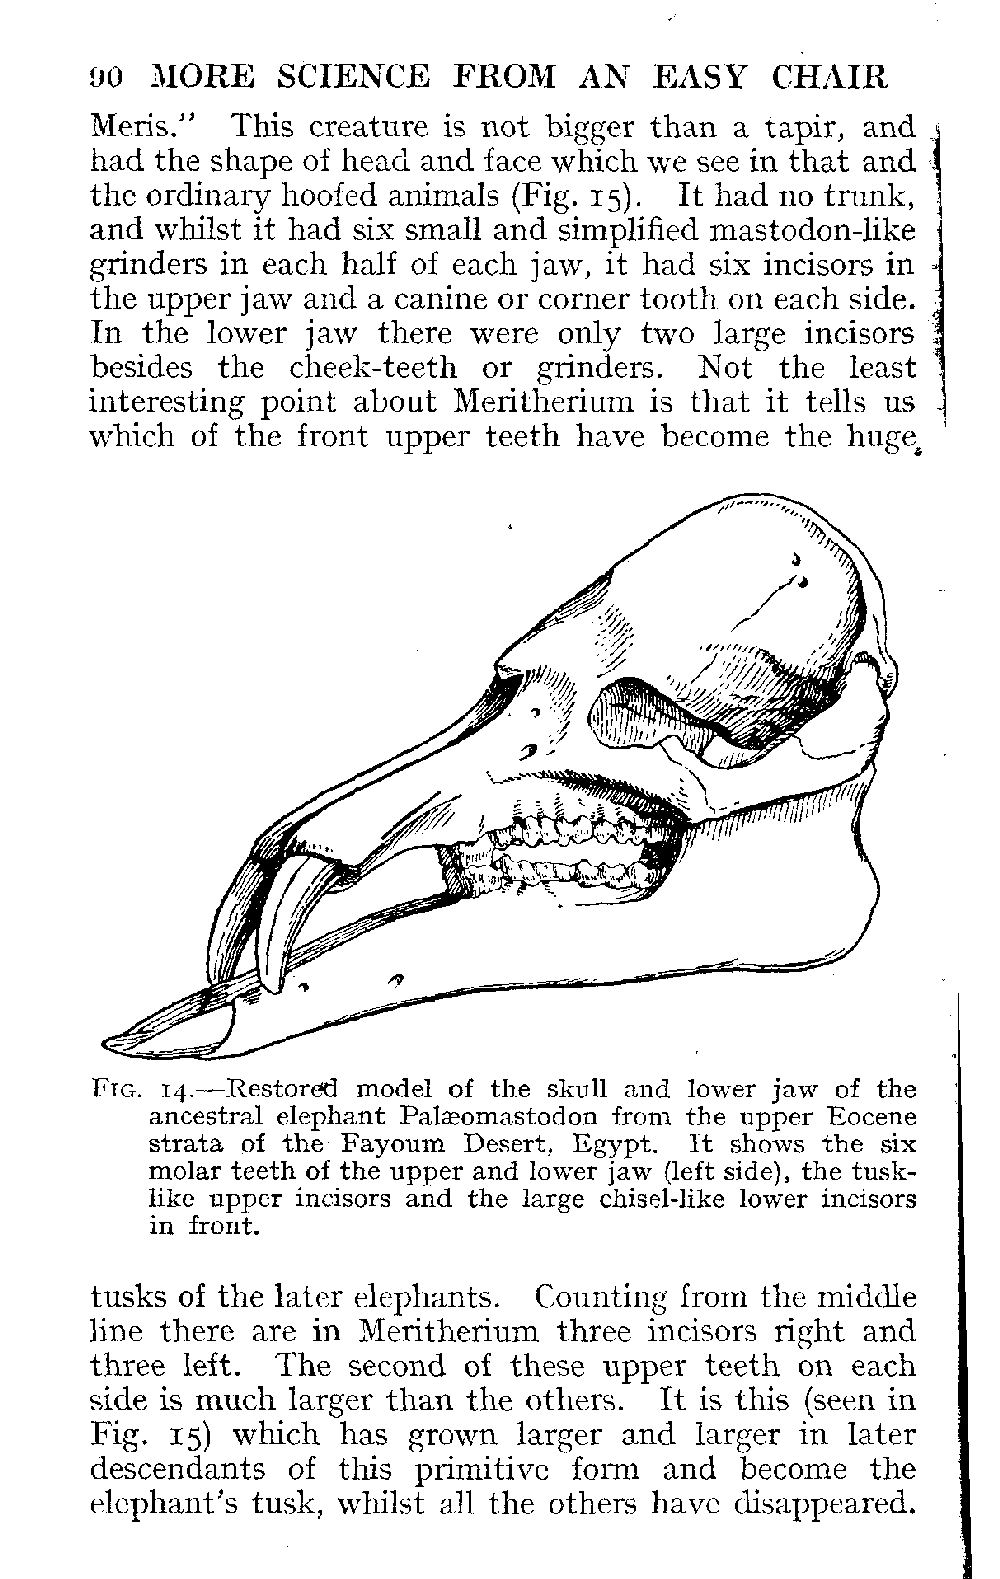 90 MORE SCIENCE FROM AN EASY CHAIR
Meris." This creature is not bigger than a tapir, and
had the shape of head and face which we see in that and
the ordinary hoofed animals (Fig. 15). It had no trunk,
and whilst it had six small and simplified mastodon-like
grinders in each half of each jaw, it had six incisors in
the upper jaw and a canine or corner tooth on each side.
In the lower jaw there were only two large incisors
besides the cheek-teeth or grinders. Not the least
interesting point about Meritherium is that it tells us
which of the front upper teeth have become the huge
FIG. 14.—Restored model of the skull and lower jaw of the
ancestral elephant Palæomastodon from the upper Eocene
strata of the Fayoum Desert, Egypt. It shows the six
molar teeth of the upper and lower jaw (left side), the tusk-
like upper incisors and the large chisel-like lower incisors
in front.
tusks of the later elephants. Counting from the middle
line there are in Meritherium three incisors right and
three left. The second of these upper teeth on each
side is much larger than the others. It is this (seen in
Fig. 15) which has grown larger and larger in later
descendants of this primitive form and become the
elephant's tusk, whilst all the others have disappeared.